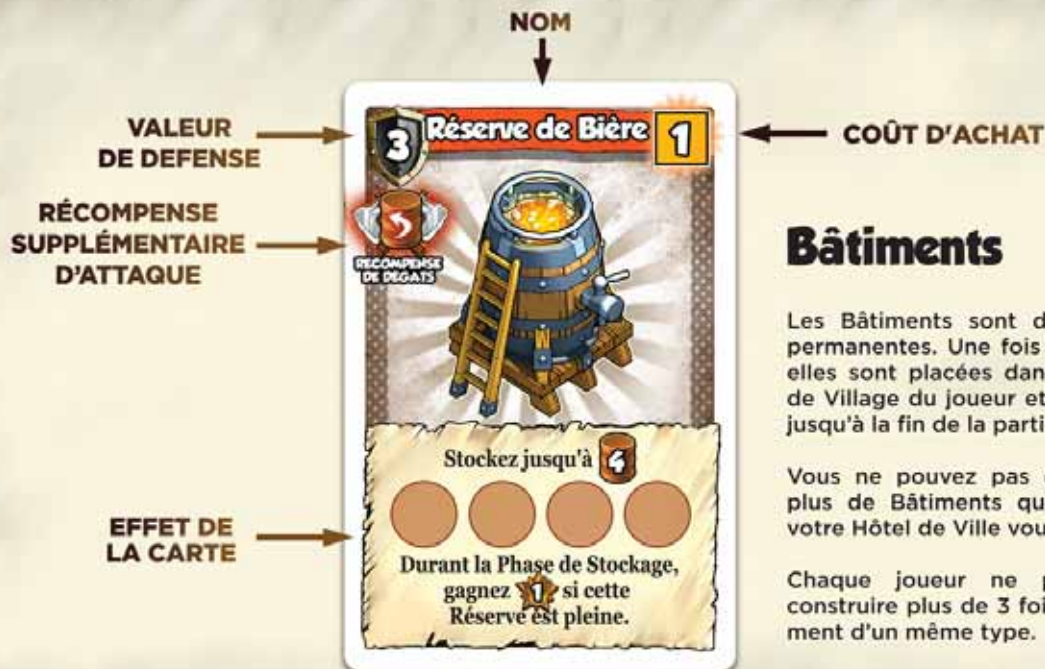 NOM
VALEUR
DE DEFENSE
3
Réserve de Bière
1
COÛT D'ACHAT
RÉCOMPENSE
SUPPLÉMENTAIRE
D'ATTAQUE
RECOMPENSE
DE DEGATS
Bâtiments
Les Bâtiments sont d
permanentes. Une fois
elles sont placées dan
de Village du joueur et
jusqu'à la fin de la parti
Vous ne pouvez pas
plus de Bâtiments qu
votre Hôtel de Ville vou
Chaque joueur ne p
construire plus de 3 foi
ment d'un même type.
EFFET DE
LA CARTE
Stockez jusqu'à 4
Durant la Phase de Stockage,
gagnez 1 si cette
Réserve est pleine.